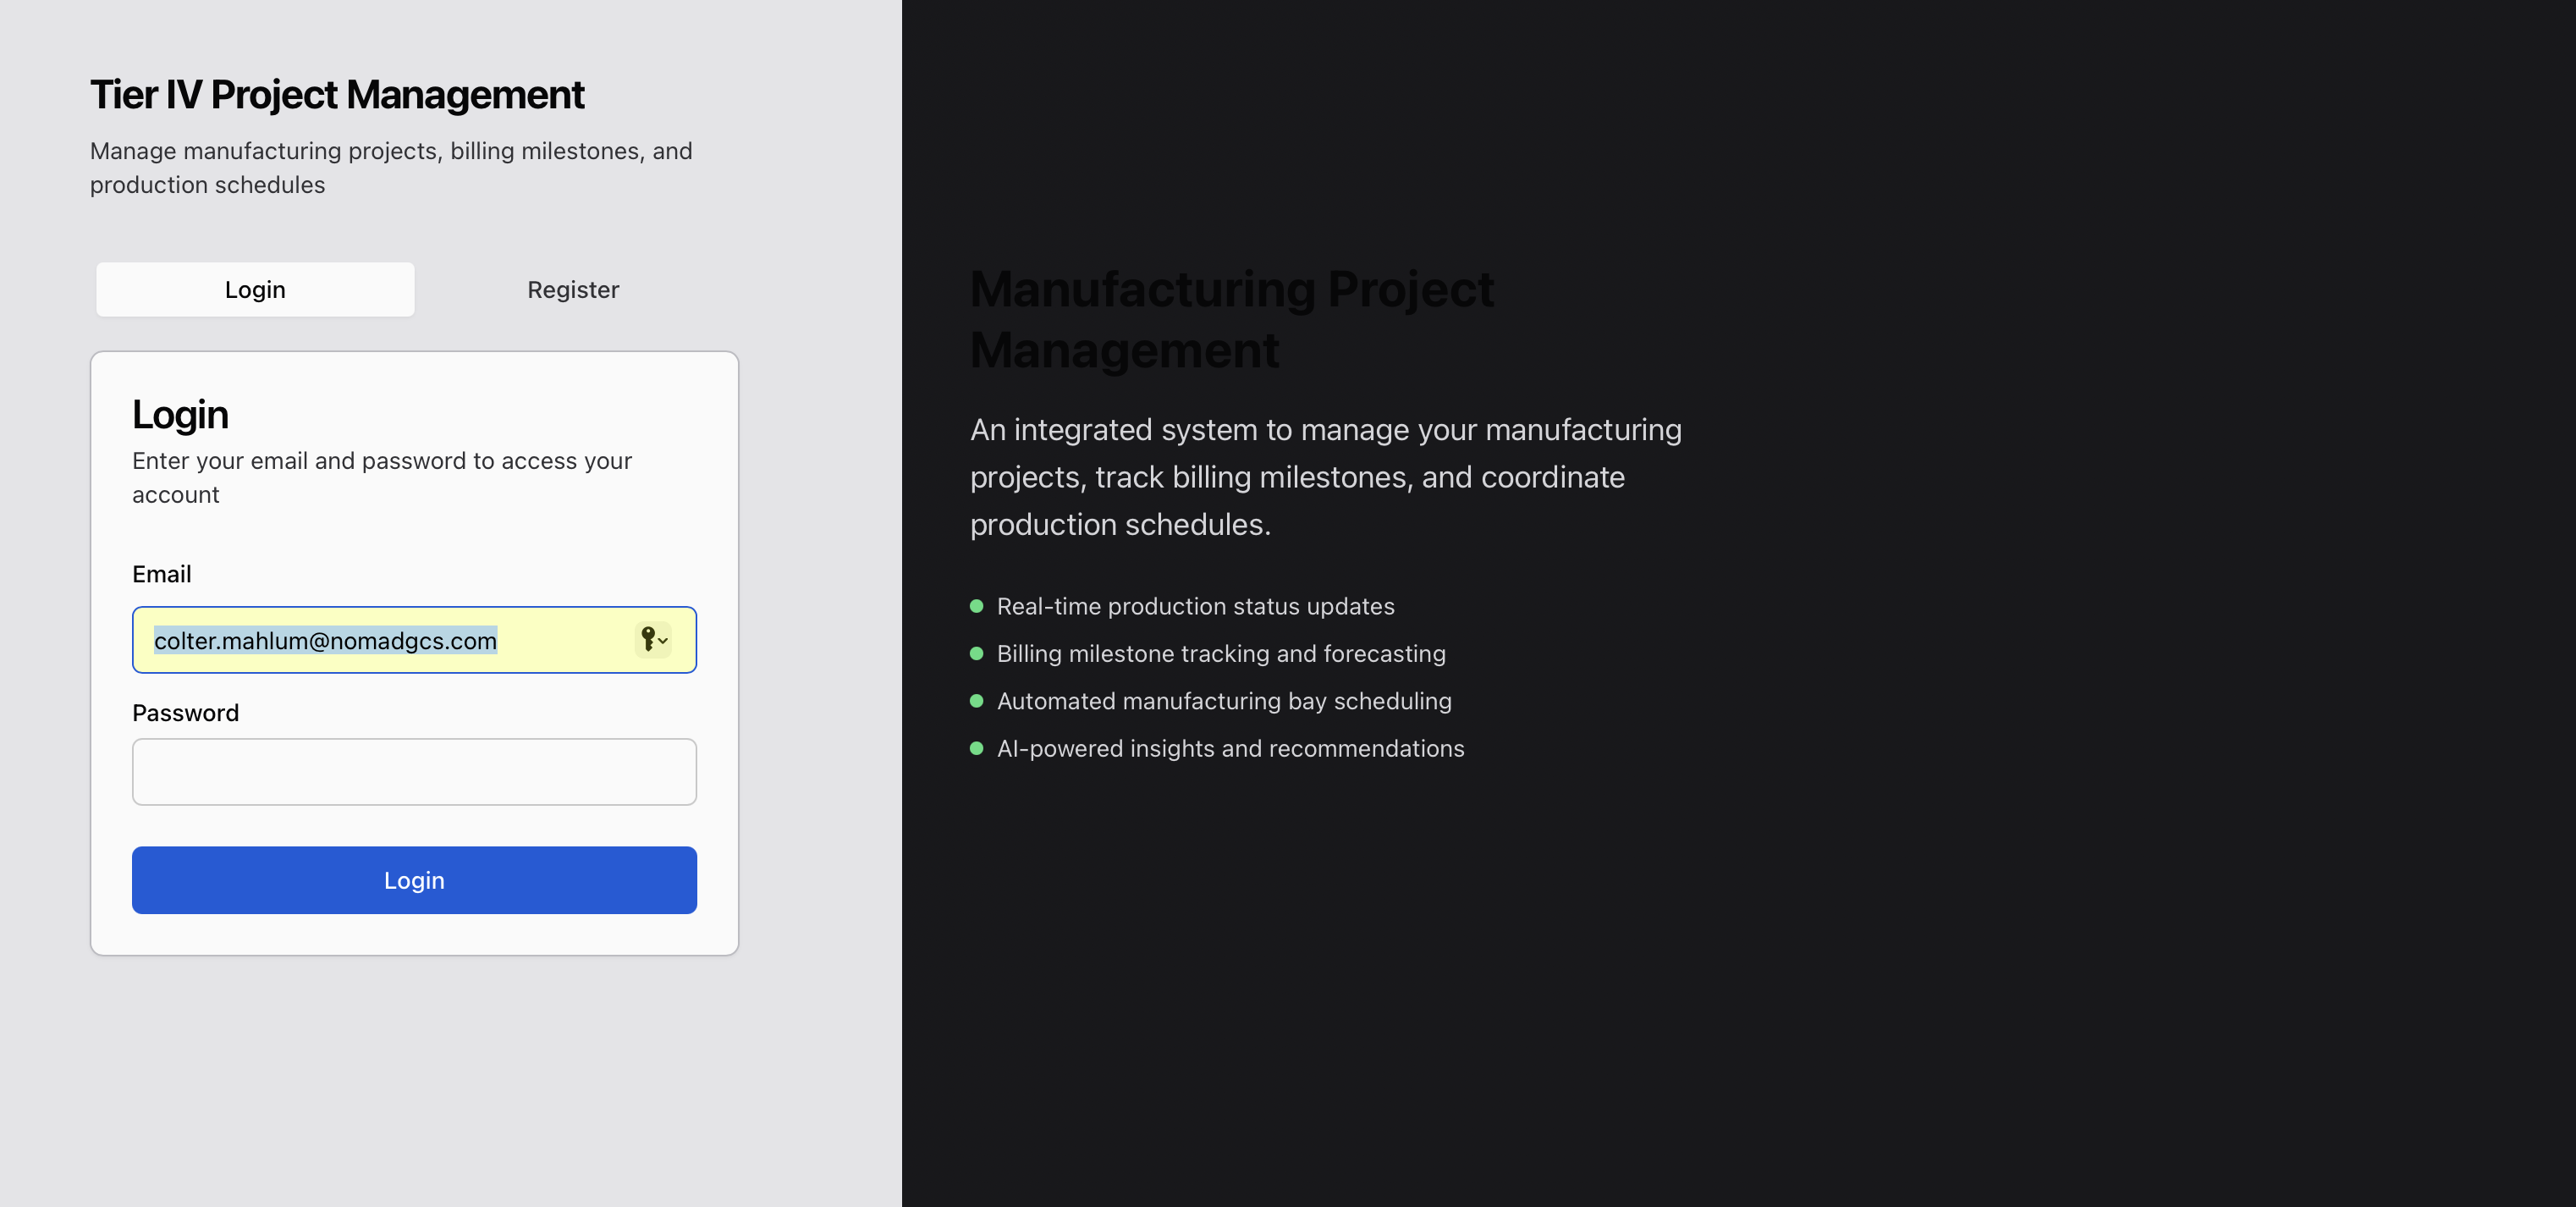 Tier IV Project Management
Manage manufacturing projects, billing milestones, and
production schedules
Login
Register
Login
Enter your email and password to access your
account
Email
colter.mahlum@nomadgcs.com
Password
Login
Manufacturing Project
Management
An integrated system to manage your manufacturing
projects, track billing milestones, and coordinate
production schedules.
Real-time production status updates
Billing milestone tracking and forecasting
Automated manufacturing bay scheduling
AI-powered insights and recommendations